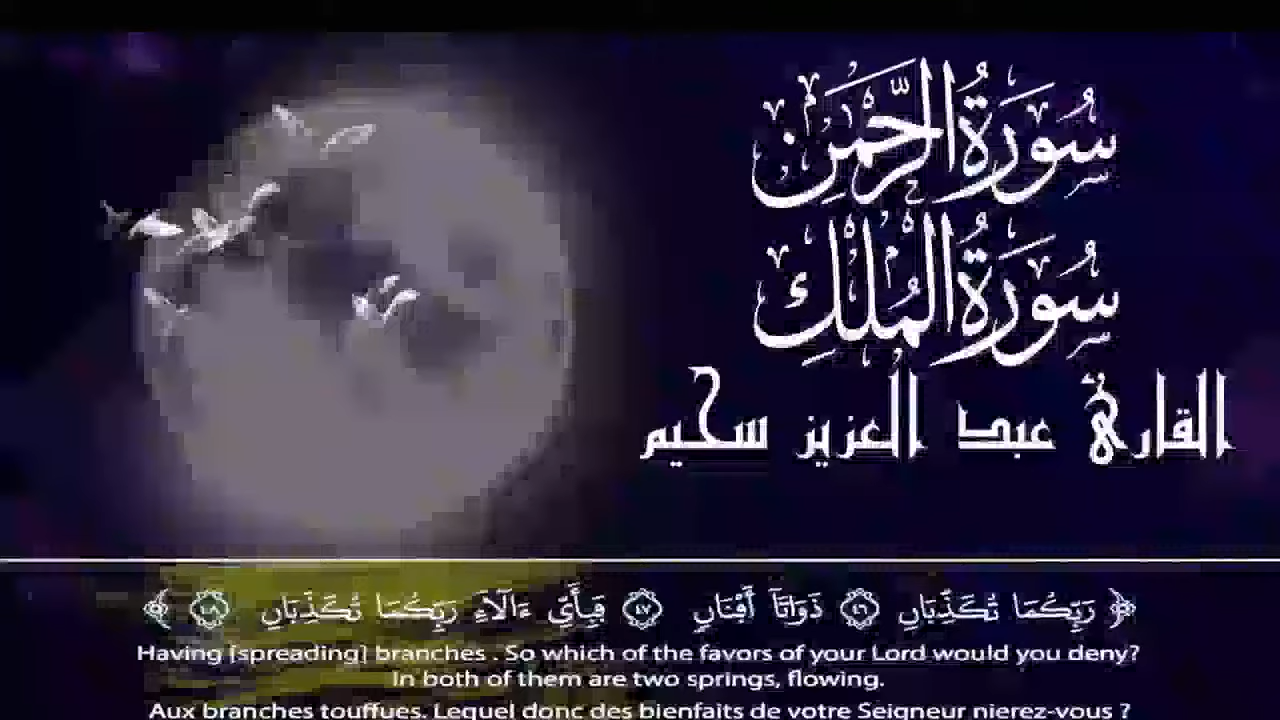 سُورَةُ الرَّحْمَٰنِ
سُورَةُ الْمُلْكِ
القارئ عبد العزيز سحيم
رَبِّكُمَا تُكَذِّبَانِ ٤٦ ذَوَاتَآ أَفْنَانٍ ٤٧ فَبِأَيِّ ءَالَآءِ رَبِّكُمَا تُكَذِّبَانِ ٤٨
Having [spreading] branches . So which of the favors of your Lord would you deny?
In both of them are two springs, flowing.
Aux branches touffues. Lequel donc des bienfaits de votre Seigneur nierez-vous ?